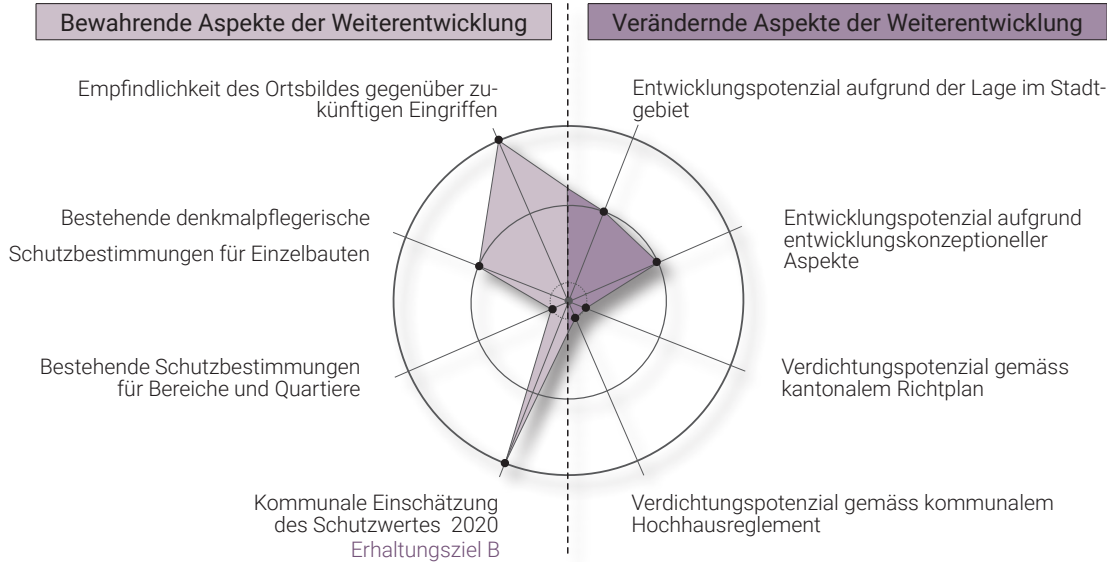 Bewahrende Aspekte der Weiterentwicklung
Verändernde Aspekte der Weiterentwicklung
Empfindlichkeit des Ortsbildes gegenüber zu-
künftigen Eingriffen
Entwicklungspotenzial aufgrund der Lage im Stadt-
gebiet
Bestehende denkmalpflegerische
Schutzbestimmungen für Einzelbauten
Entwicklungspotenzial aufgrund
entwicklungskonzeptioneller
Aspekte
Bestehende Schutzbestimmungen
für Bereiche und Quartiere
Verdichtungspotenzial gemäss
kantonalem Richtplan
Kommunale Einschätzung
des Schutzwertes 2020
Erhaltungsziel B
Verdichtungspotenzial gemäss kommunalem
Hochhausreglement